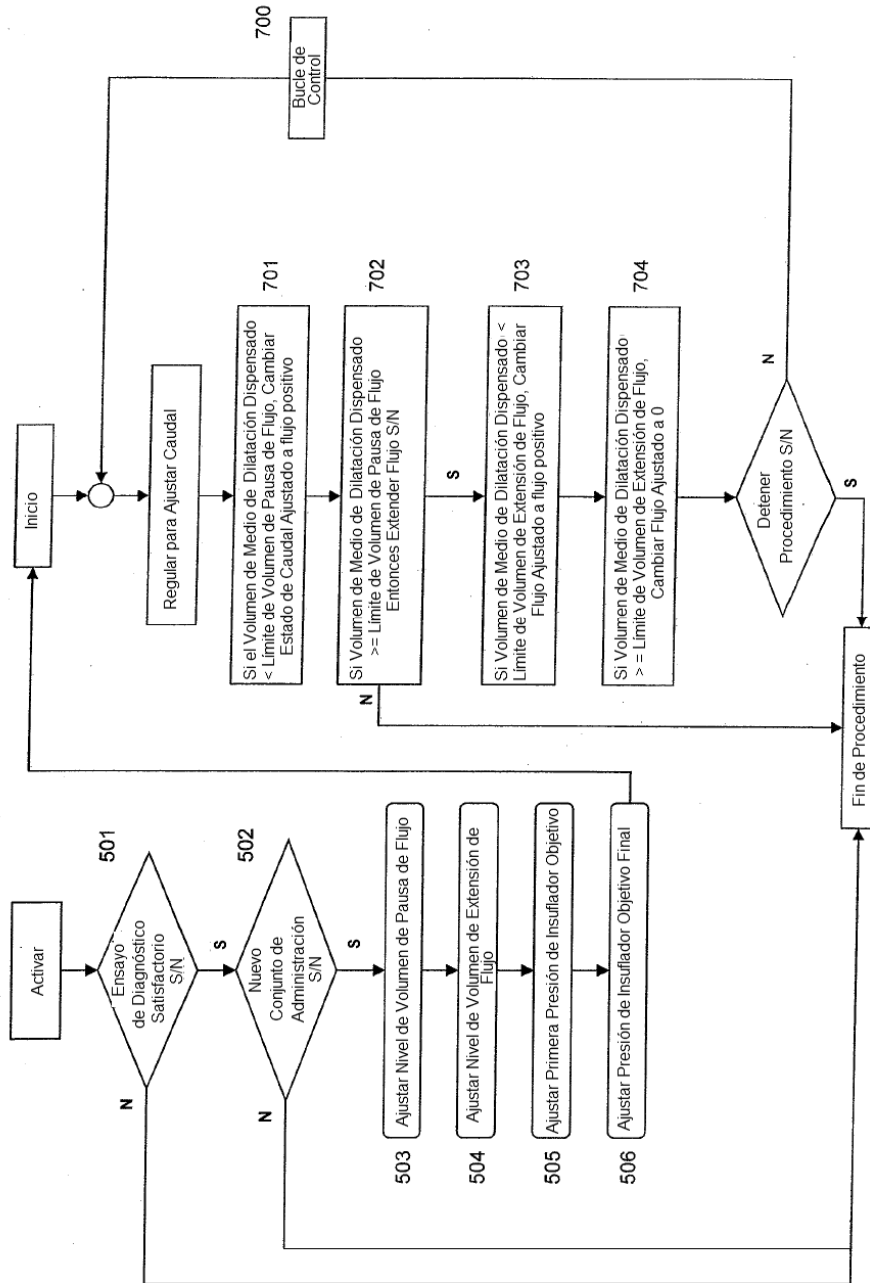 Activar
501
Ensayo
de Diagnóstico
Satisfactorio
S/N
N
S
502
Nuevo
Conjunto de
Administración
S/N
N
S
503
Ajustar Nivel de Volumen de Pausa de Flujo
504
Ajustar Nivel de Volumen de Extensión de
Flujo
505
Ajustar Primera Presión de Insuflador Objetivo
506
Ajustar Presión de Insuflador Objetivo Final
Inicio
700
Bucle de
Control
Regular para Ajustar Caudal
701
Si el Volumen de Medio de Dilatación Dispensado
< Límite de Volumen de Pausa de Flujo, Cambiar
Estado de Caudal Ajustado a flujo positivo
702
Si Volumen de Medio de Dilatación Dispensado
>= Límite de Volumen de Pausa de Flujo
Entonces Extender Flujo S/N
N
S
703
Si Volumen de Medio de Dilatación Dispensado <
Límite de Volumen de Extensión de Flujo, Cambiar
Flujo Ajustado a flujo positivo
704
Si Volumen de Medio de Dilatación Dispensado
> = Límite de Volumen de Extensión de Flujo,
Cambiar Flujo Ajustado a 0
Detener
Procedimiento S/N
N
S
Fin de Procedimiento